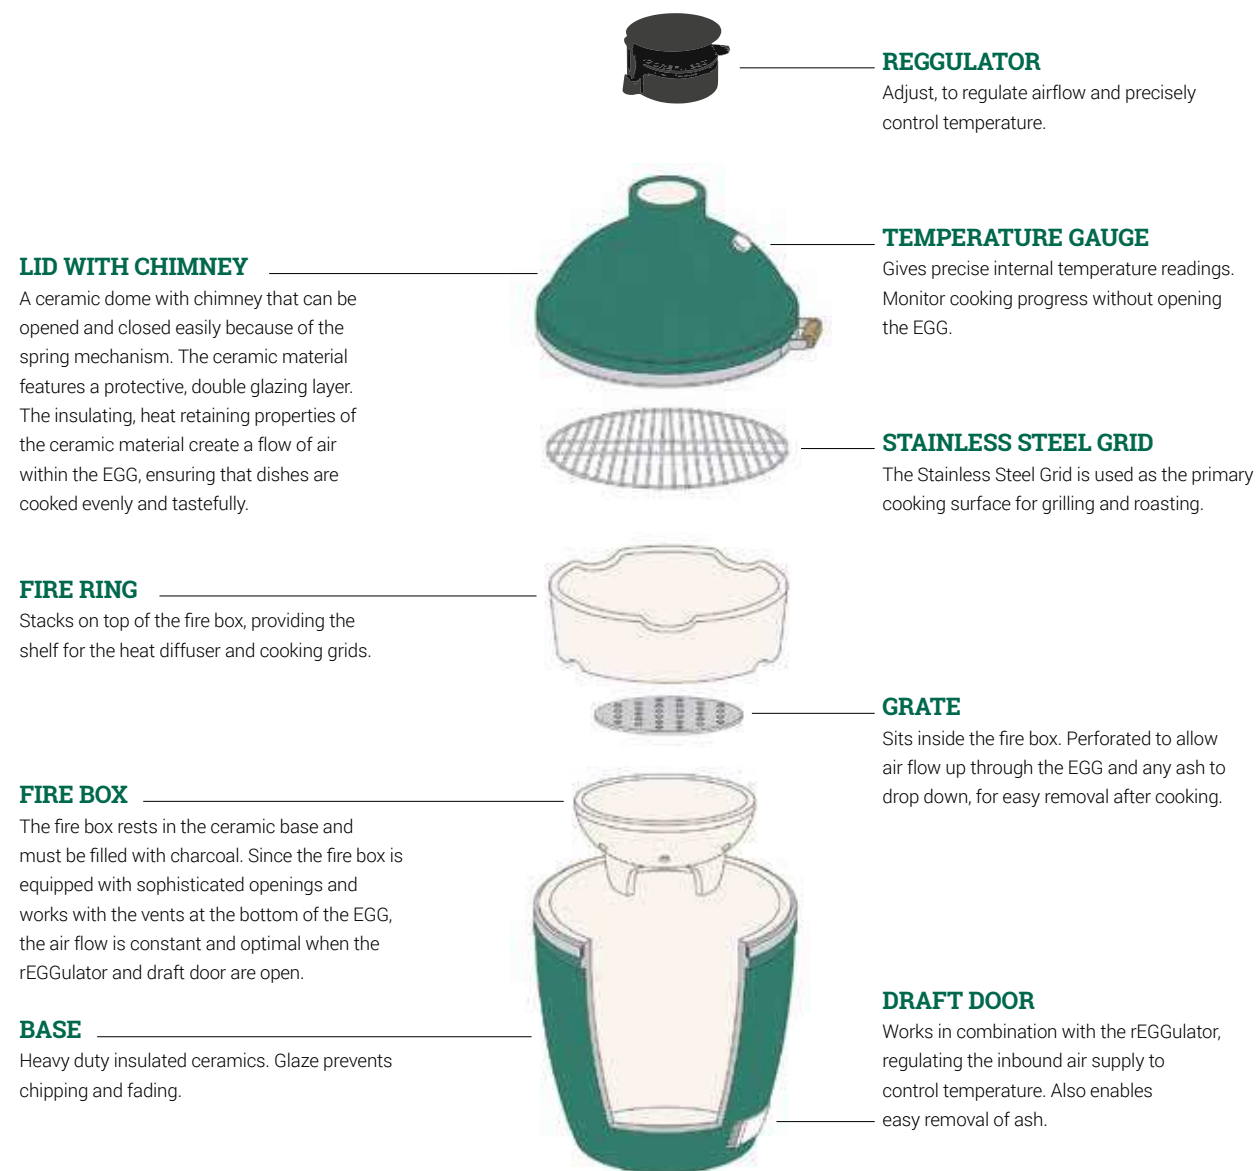 REGGULATOR
Adjust, to regulate airflow and precisely
control temperature.
TEMPERATURE GAUGE
Gives precise internal temperature readings.
Monitor cooking progress without opening
the EGG.
LID WITH CHIMNEY
A ceramic dome with chimney that can be
opened and closed easily because of the
spring mechanism. The ceramic material
features a protective, double glazing layer.
The insulating, heat retaining properties of
the ceramic material create a flow of air
within the EGG, ensuring that dishes are
cooked evenly and tastefully.
STAINLESS STEEL GRID
The Stainless Steel Grid is used as the primary
cooking surface for grilling and roasting.
FIRE RING
Stacks on top of the fire box, providing the
shelf for the heat diffuser and cooking grids.
GRATE
Sits inside the fire box. Perforated to allow
air flow up through the EGG and any ash to
drop down, for easy removal after cooking.
FIRE BOX
The fire box rests in the ceramic base and
must be filled with charcoal. Since the fire box is
equipped with sophisticated openings and
works with the vents at the bottom of the EGG,
the air flow is constant and optimal when the
rEGGulator and draft door are open.
BASE
Heavy duty insulated ceramics. Glaze prevents
chipping and fading.
DRAFT DOOR
Works in combination with the rEGGulator,
regulating the inbound air supply to
control temperature. Also enables
easy removal of ash.